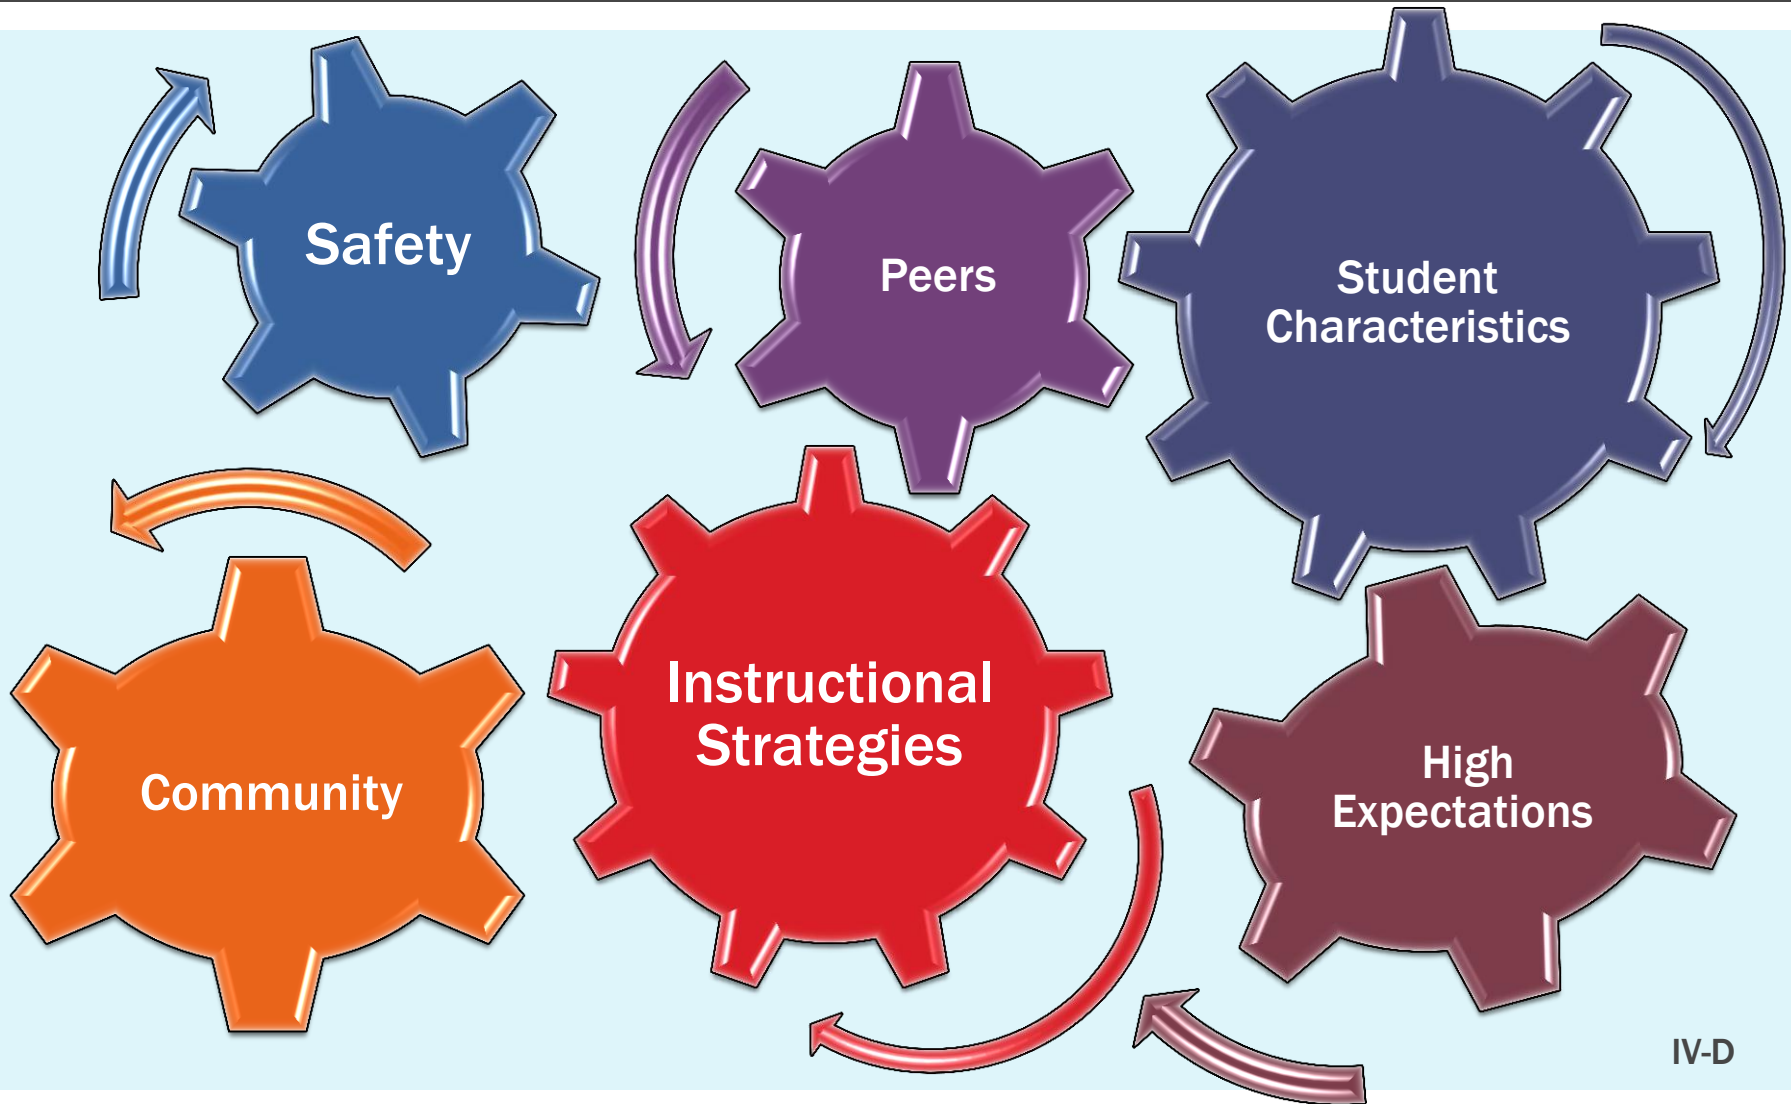 Safety
Peers
Student
Characteristics
Community
Instructional
Strategies
High
Expectations
IV-D